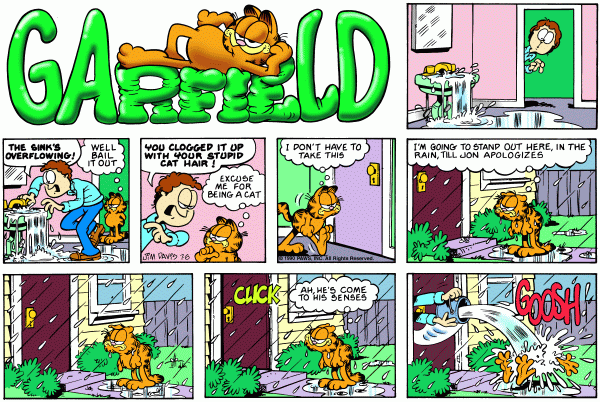 GARFIELD
THE SINK'S
OVERFLOWING!
WELL
BAIL
IT OUT
YOU CLOGGED IT UP
WITH YOUR STUPID
CAT HAIR!
EXCUSE
ME FOR
BEING A CAT
JIM DAVIS 7·8
I DON'T HAVE TO
TAKE THIS
© 1990 PAWS, INC. All Rights Reserved.
I'M GOING TO STAND OUT HERE, IN THE
RAIN, TILL JON APOLOGIZES
CLICK
AH, HE'S COME
TO HIS SENSES
GOOSH!